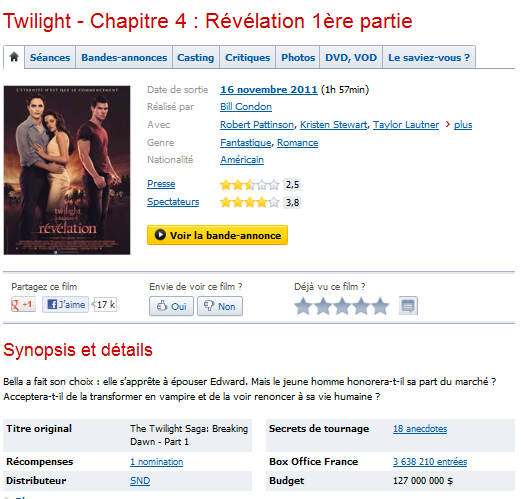 Twilight - Chapitre 4 : Révélation 1ère partie
Séances Bandes-annonces Casting Critiques Photos DVD, VOD Le saviez-vous ?
L'ÉTERNITÉ N'EST QUE LE COMMENCEMENT
twilight
chapitre 4
révélation
Date de sortie 16 novembre 2011 (1h 57min)
Réalisé par Bill Condon
Avec Robert Pattinson, Kristen Stewart, Taylor Lautner plus
Genre Fantastique, Romance
Nationalité Américain
Presse 2,5
Spectateurs 3,8
Voir la bande-annonce
Partagez ce film Envie de voir ce film ? Déjà vu ce film ?
g +1 J'aime 17 k Oui Non
Synopsis et détails
Bella a fait son choix : elle s'apprête à épouser Edward. Mais le jeune homme honorera-t-il sa part du marché ?
Acceptera-t-il de la transformer en vampire et de la voir renoncer à sa vie humaine ?
Titre original The Twilight Saga: Breaking Secrets de tournage 18 anecdotes
Dawn - Part 1
Récompenses 1 nomination Box Office France 3 638 210 entrées
Distributeur SND Budget 127 000 000 $